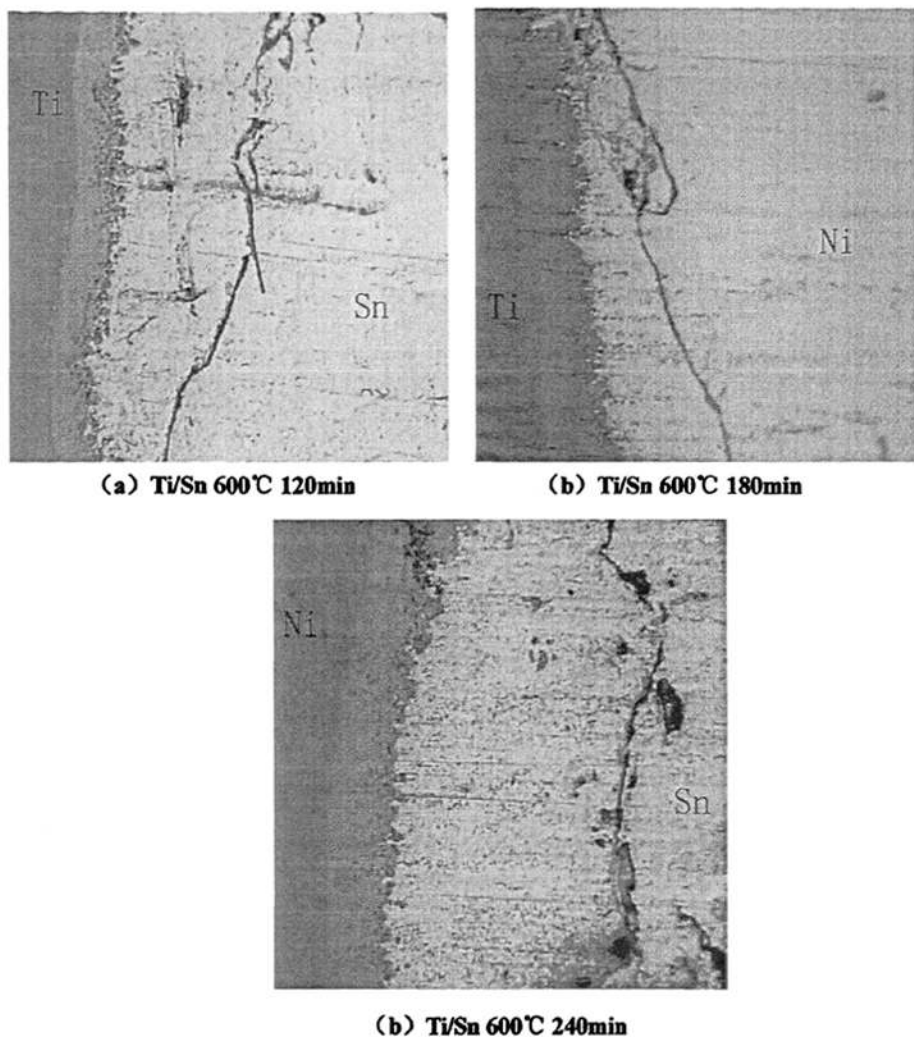 Ti
Sn
(a) Ti/Sn 600℃ 120min
Ti
Ni
(b) Ti/Sn 600℃ 180min
Ni
Sn
(b) Ti/Sn 600℃ 240min